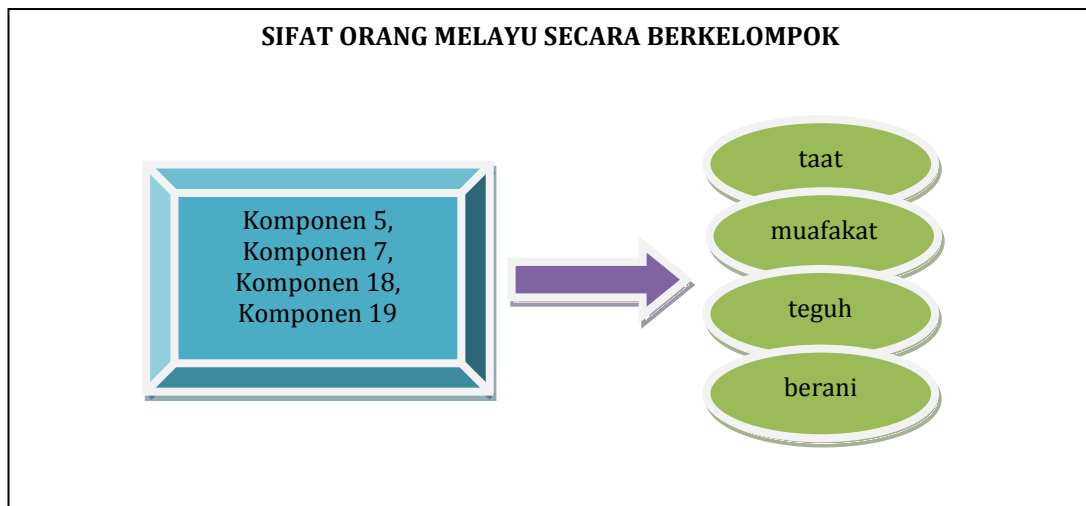 SIFAT ORANG MELAYU SECARA BERKELOMPOK
Komponen 5,
Komponen 7,
Komponen 18,
Komponen 19
taat
muafakat
teguh
berani